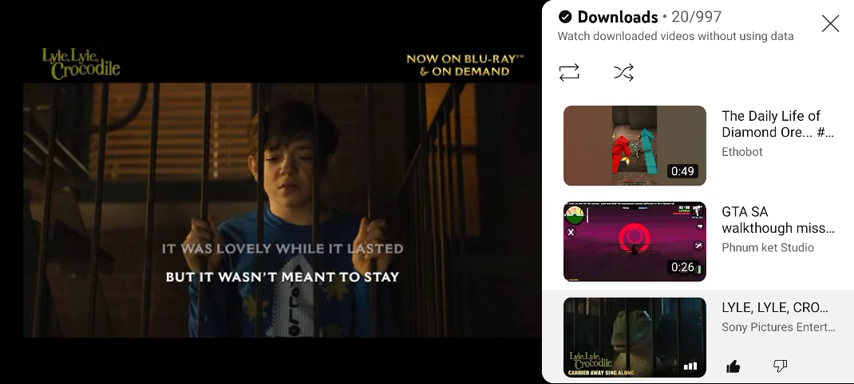 Lyle, Lyle,
Crocodile
NOW ON BLU-RAY™
& ON DEMAND
IT WAS LOVELY WHILE IT LASTED
BUT IT WASN'T MEANT TO STAY
Downloads • 20/997
Watch downloaded videos without using data
The Daily Life of
Diamond Ore... #...
Ethobot
0:49
GTA SA
walkthough miss...
Phnum ket Studio
X
0:26
LYLE, LYLE, CRO...
Sony Pictures Entert...
Lyle, Lyle,
Crocodile
CARRIED AWAY SING ALONG